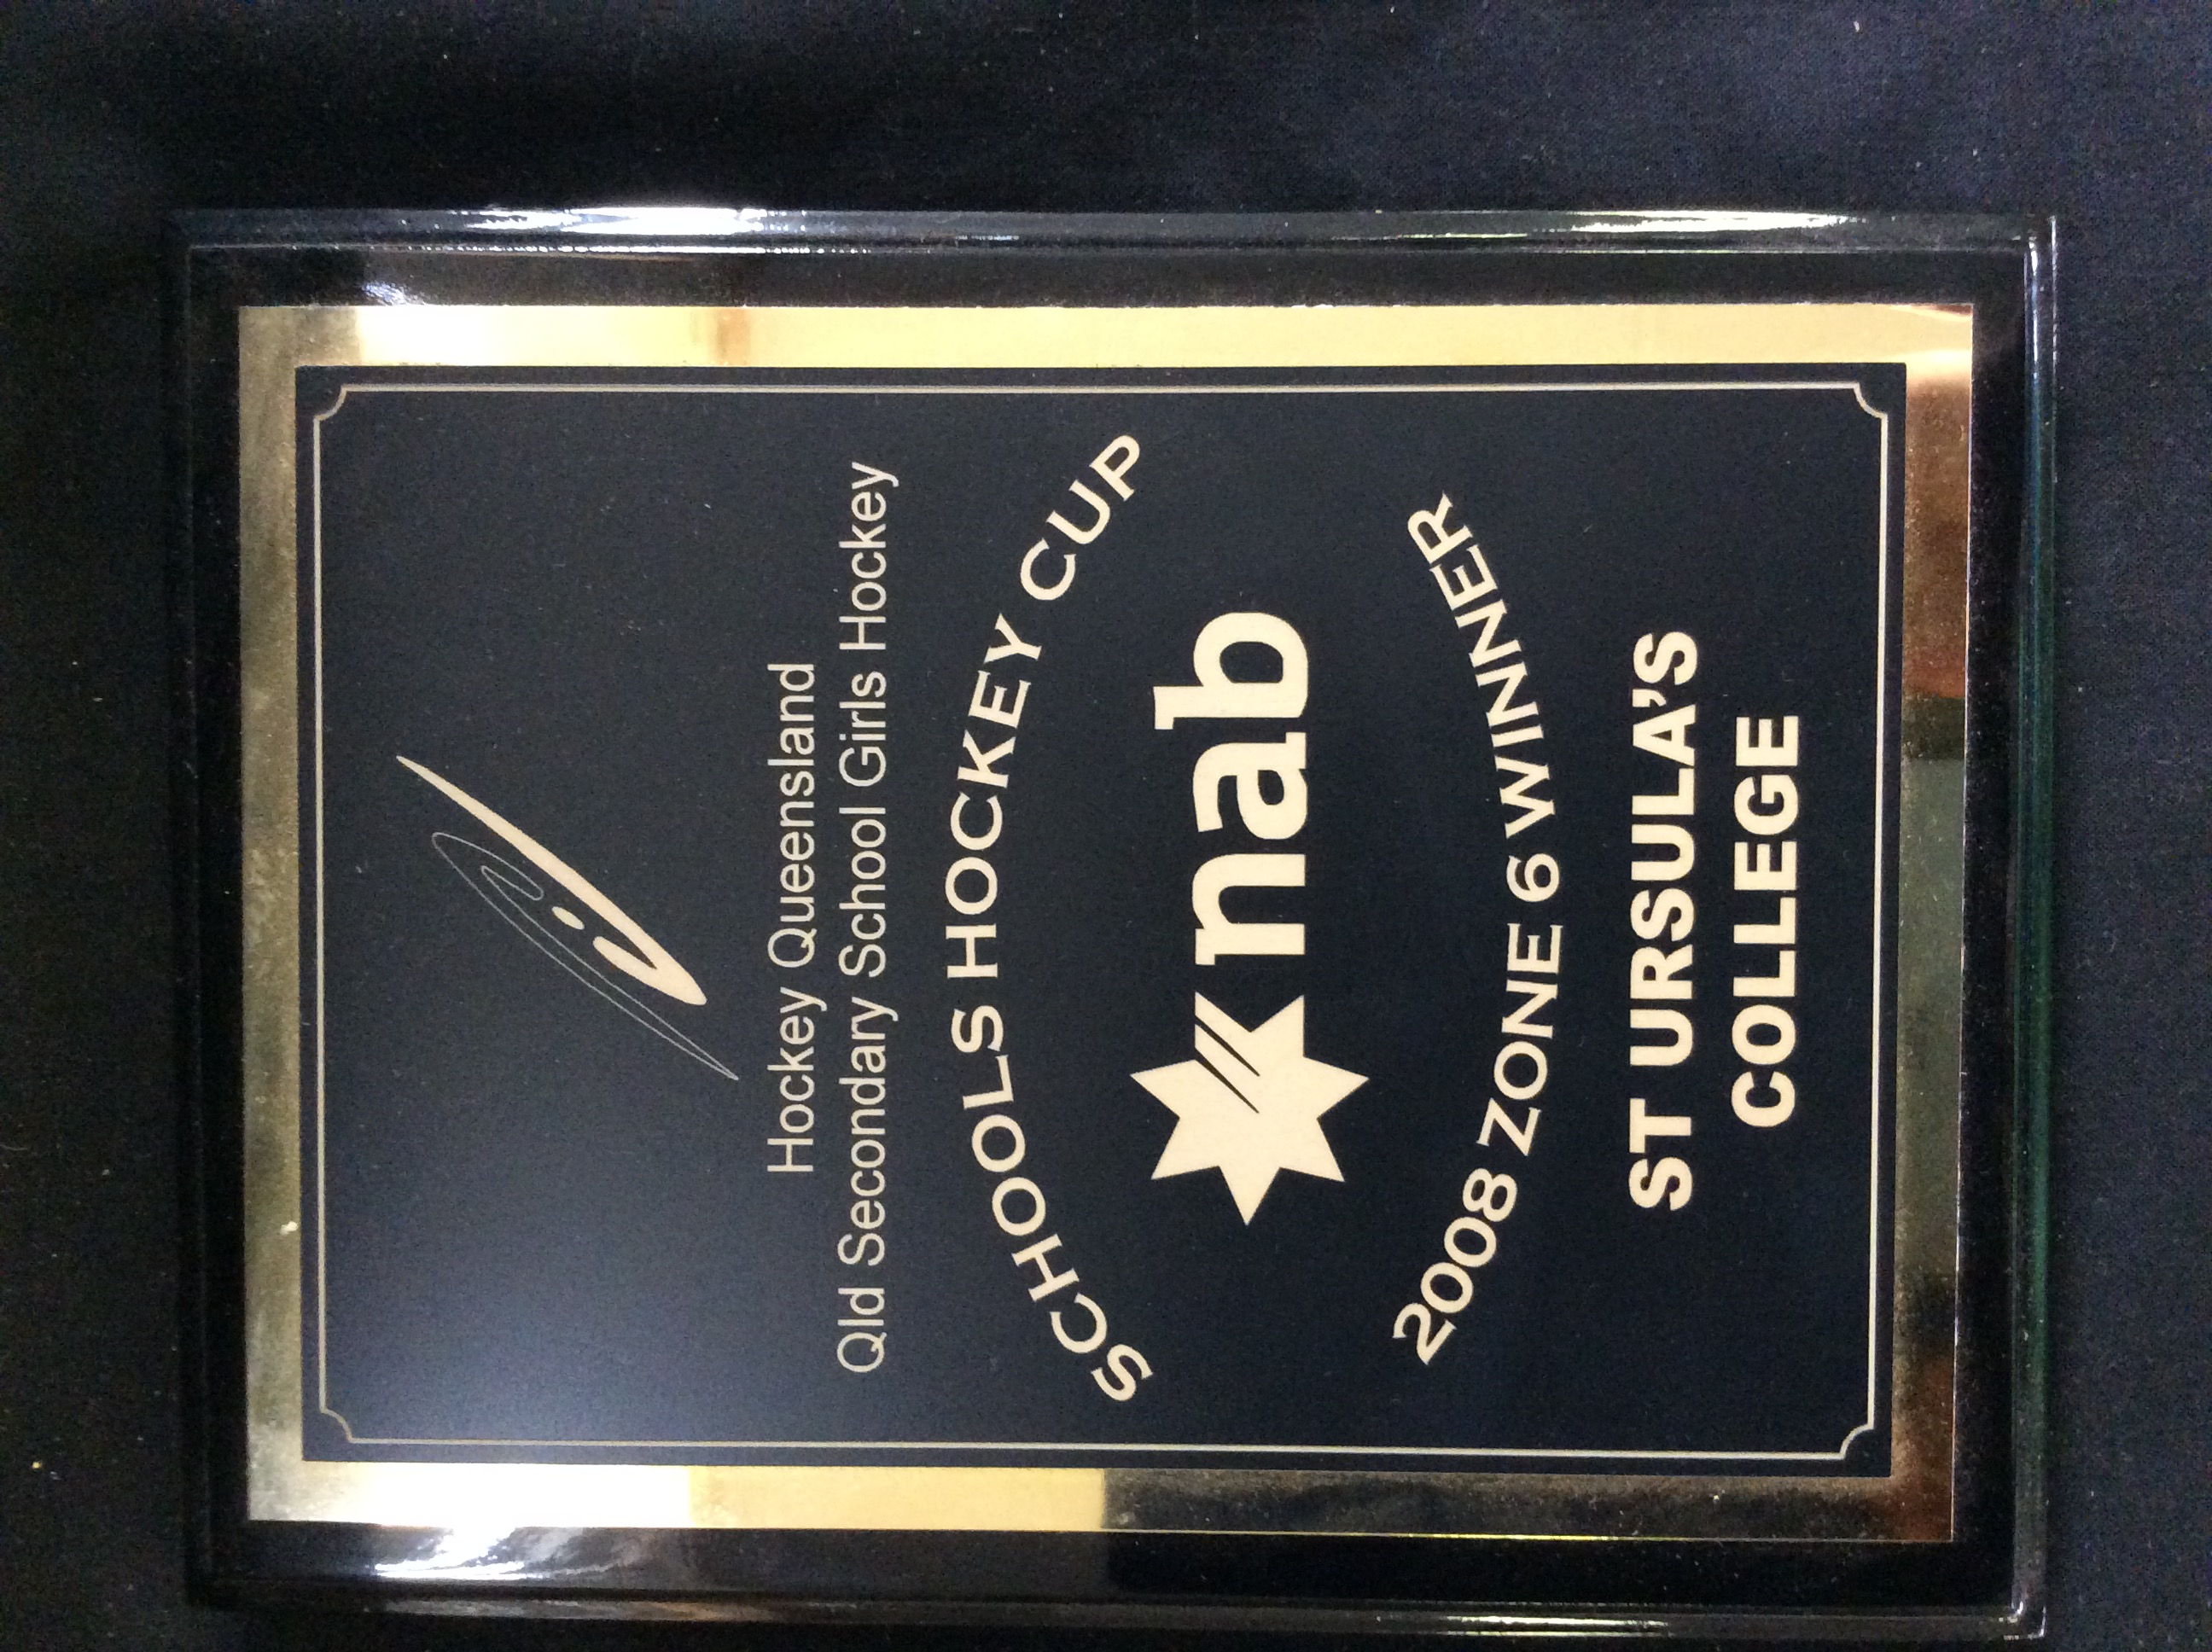 Hockey Queensland
Qld Secondary School Girls Hockey
SCHOOLS HOCKEY CUP
nab
2008 ZONE 6 WINNER
ST URSULA'S
COLLEGE